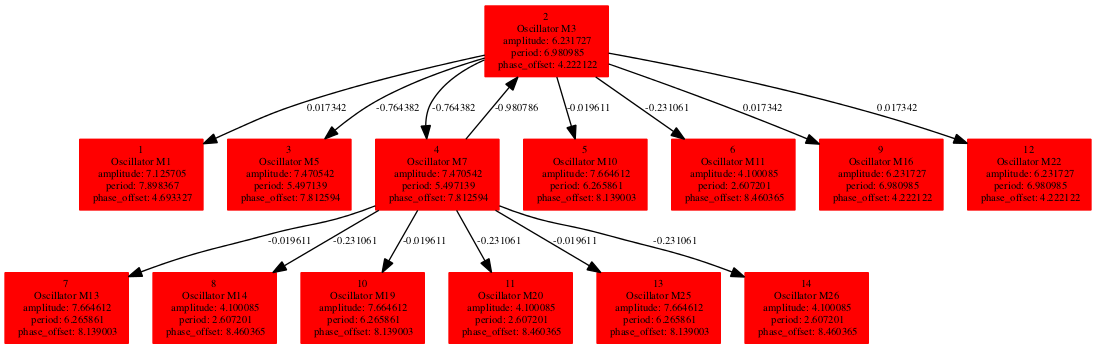 2
Oscillator M3
amplitude: 6.231727
period: 6.980985
phase_offset: 4.222122
0.017342
-0.764382
-0.764382
-0.980786
-0.019611
-0.231061
0.017342
0.017342
1
Oscillator M1
amplitude: 7.125705
period: 7.898367
phase_offset: 4.693327
3
Oscillator M5
amplitude: 7.470542
period: 5.497139
phase_offset: 7.812594
4
Oscillator M7
amplitude: 7.470542
period: 5.497139
phase_offset: 7.812594
5
Oscillator M10
amplitude: 7.664612
period: 6.265861
phase_offset: 8.139003
6
Oscillator M11
amplitude: 4.100085
period: 2.607201
phase_offset: 8.460365
9
Oscillator M16
amplitude: 6.231727
period: 6.980985
phase_offset: 4.222122
12
Oscillator M22
amplitude: 6.231727
period: 6.980985
phase_offset: 4.222122
-0.019611
-0.231061
-0.019611
-0.231061
-0.019611
-0.231061
7
Oscillator M13
amplitude: 7.664612
period: 6.265861
phase_offset: 8.139003
8
Oscillator M14
amplitude: 4.100085
period: 2.607201
phase_offset: 8.460365
10
Oscillator M19
amplitude: 7.664612
period: 6.265861
phase_offset: 8.139003
11
Oscillator M20
amplitude: 4.100085
period: 2.607201
phase_offset: 8.460365
13
Oscillator M25
amplitude: 7.664612
period: 6.265861
phase_offset: 8.139003
14
Oscillator M26
amplitude: 4.100085
period: 2.607201
phase_offset: 8.460365